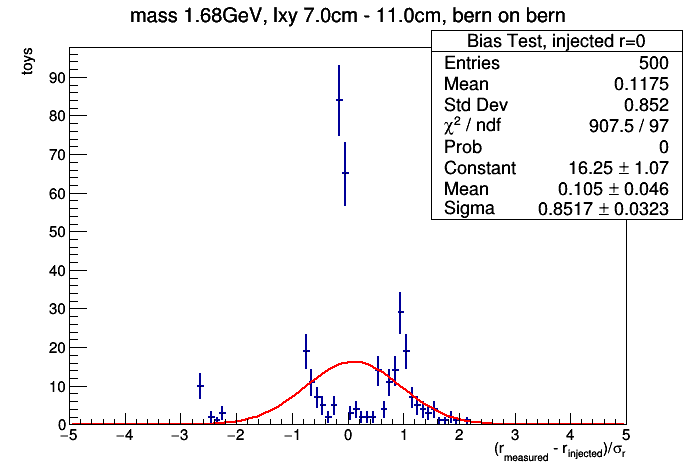 mass 1.68GeV, lxy 7.0cm - 11.0cm, bern on bern
Bias Test, injected r=0
Entries 500
Mean 0.1175
Std Dev 0.852
χ² / ndf 907.5 / 97
Prob 0
Constant 16.25 ± 1.07
Mean 0.105 ± 0.046
Sigma 0.8517 ± 0.0323
toys
90
80
70
60
50
40
30
20
10
0
−5 −4 −3 −2 −1 0 1 2 3 4 5
(r_measured - r_injected)/σ_r